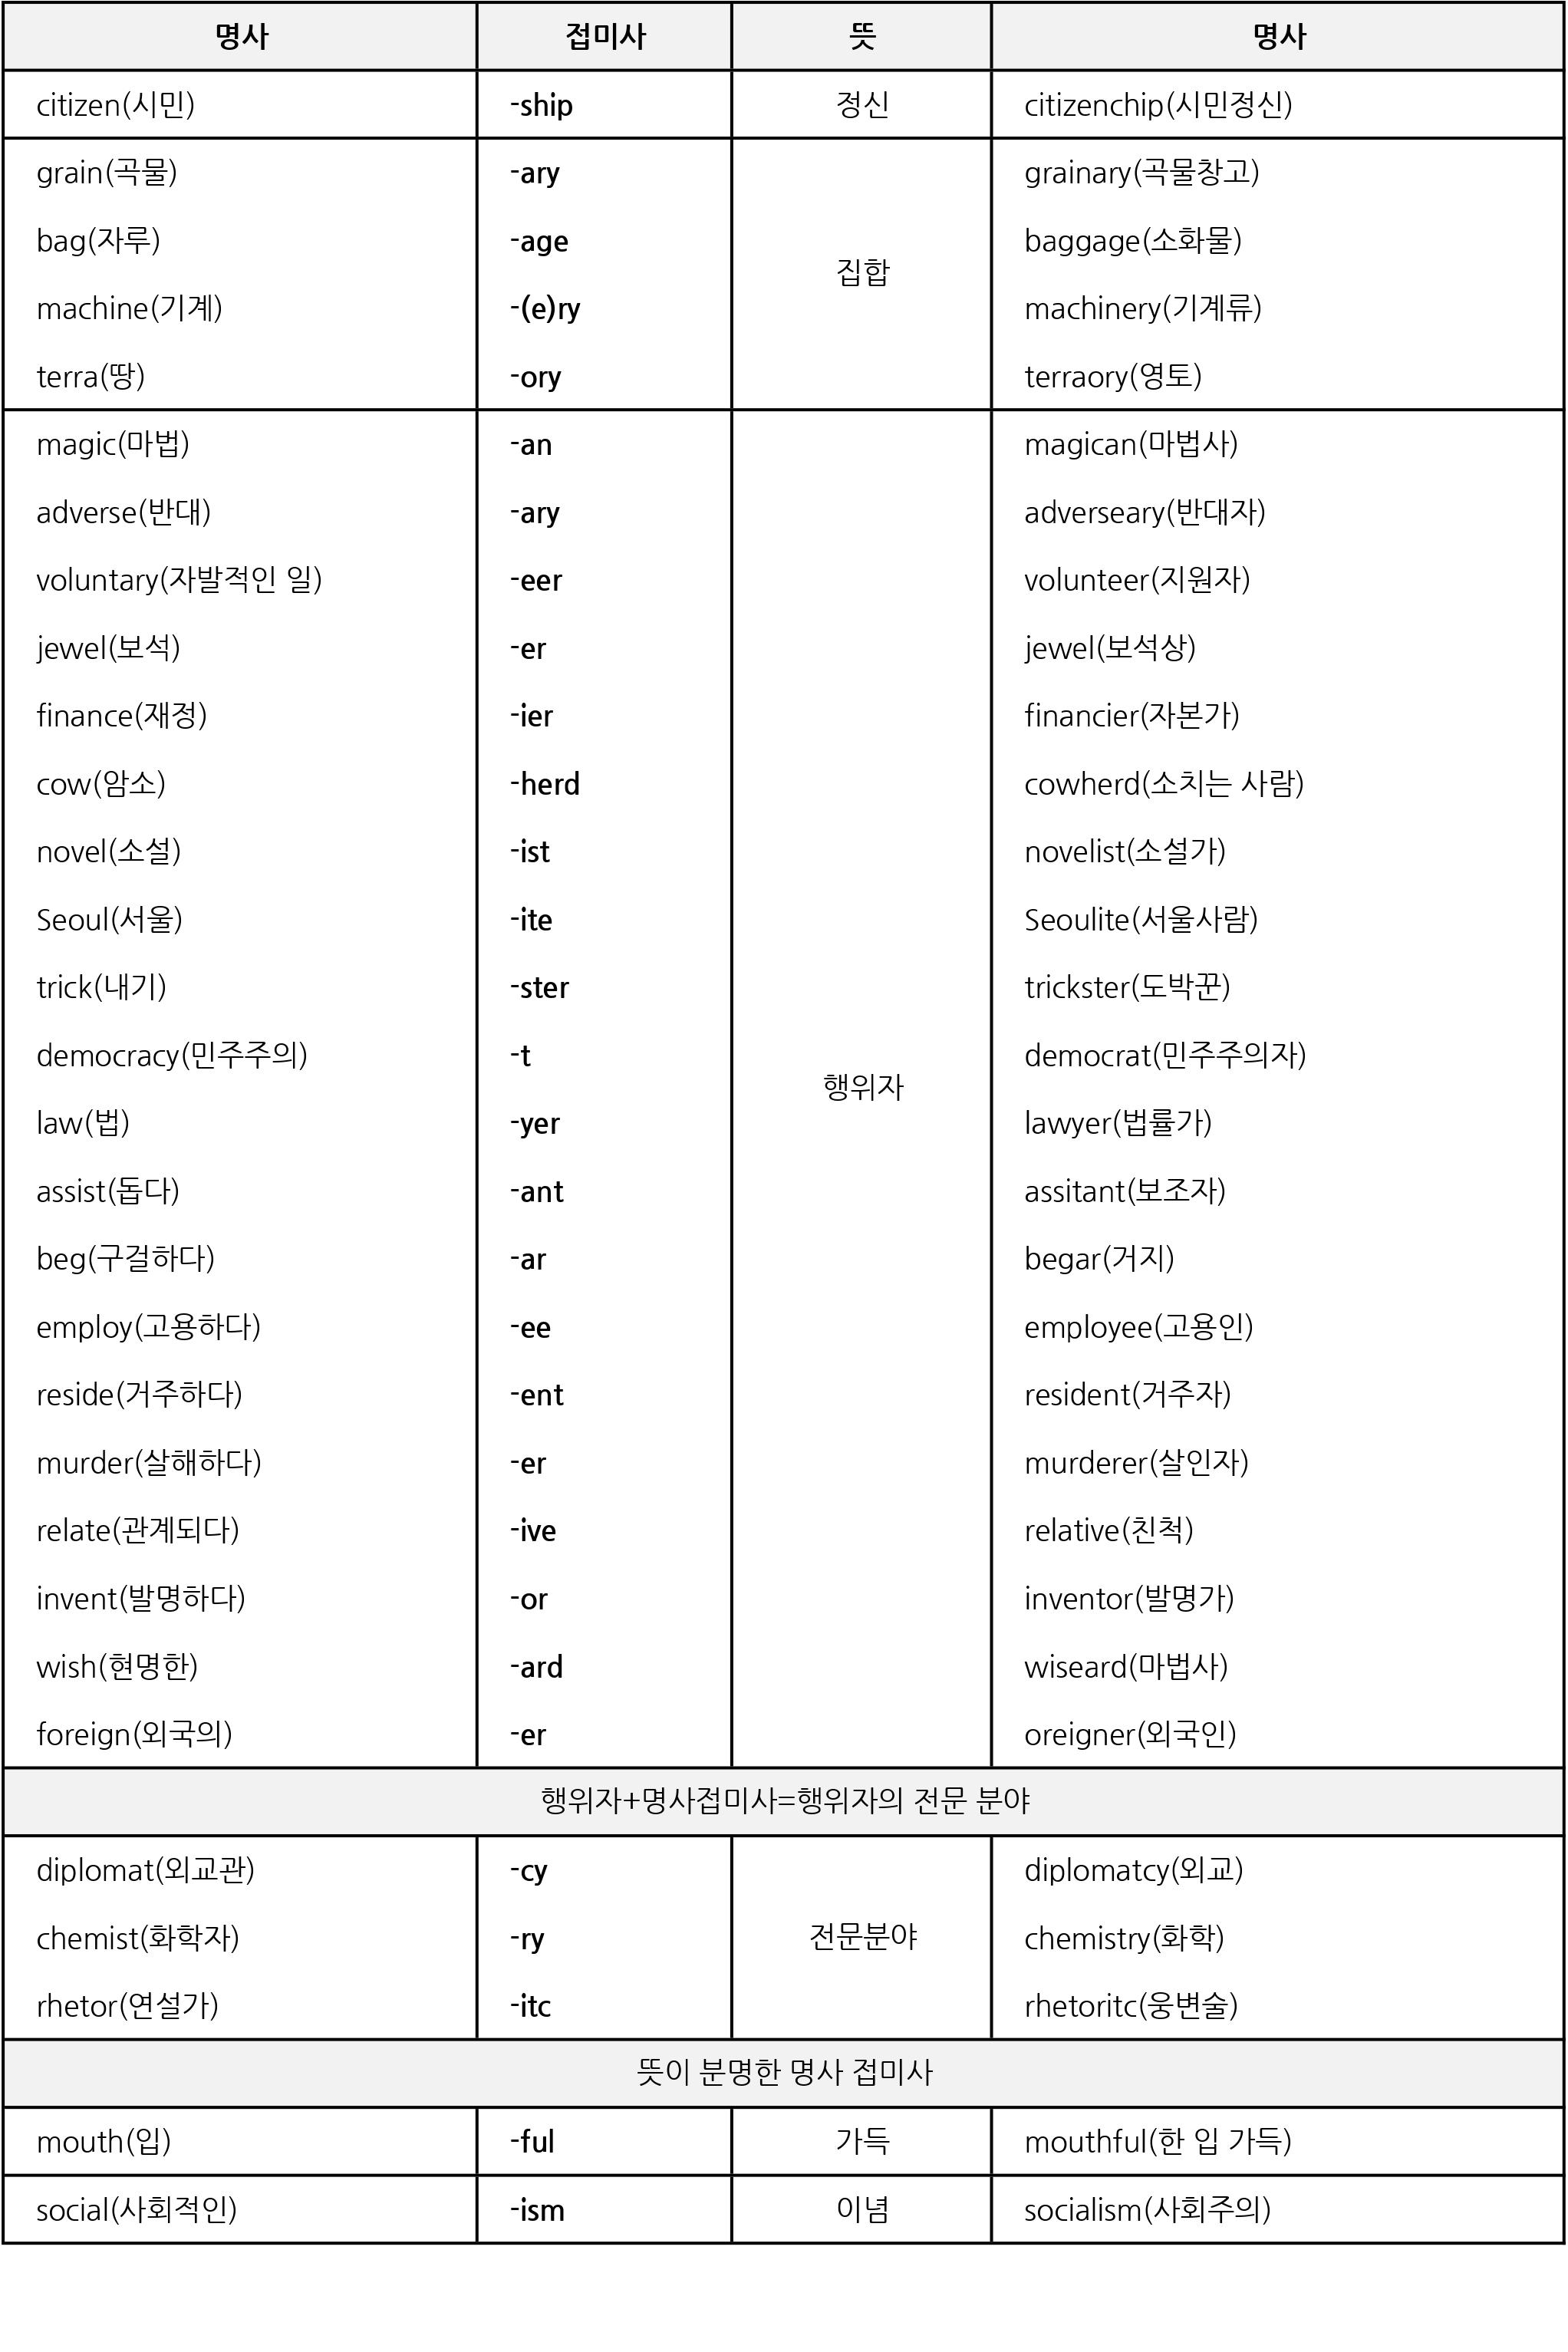 명사 접미사 뜻 명사
citizen(시민) -ship 정신 citizenchip(시민정신)
grain(곡물) -ary grainary(곡물창고)
bag(자루) -age baggage(소화물)
집합
machine(기계) -(e)ry machinery(기계류)
terra(땅) -ory terraory(영토)
magic(마법) -an magican(마법사)
adverse(반대) -ary adverseary(반대자)
voluntary(자발적인 일) -eer volunteer(지원자)
jewel(보석) -er jewel(보석상)
finance(재정) -ier financier(자본가)
cow(암소) -herd cowherd(소치는 사람)
novel(소설) -ist novelist(소설가)
Seoul(서울) -ite Seoulite(서울사람)
trick(내기) -ster trickster(도박꾼)
democracy(민주주의) -t democrat(민주주의자)
행위자
law(법) -yer lawyer(법률가)
assist(돕다) -ant assitant(보조자)
beg(구걸하다) -ar begar(거지)
employ(고용하다) -ee employee(고용인)
reside(거주하다) -ent resident(거주자)
murder(살해하다) -er murderer(살인자)
relate(관계되다) -ive relative(친척)
invent(발명하다) -or inventor(발명가)
wish(현명한) -ard wiseard(마법사)
foreign(외국의) -er oreigner(외국인)
행위자+명사접미사=행위자의 전문 분야
diplomat(외교관) -cy diplomatcy(외교)
chemist(화학자) -ry 전문분야 chemistry(화학)
rhetor(연설가) -itc rhetoritc(웅변술)
뜻이 분명한 명사 접미사
mouth(입) -ful 가득 mouthful(한 입 가득)
social(사회적인) -ism 이념 socialism(사회주의)